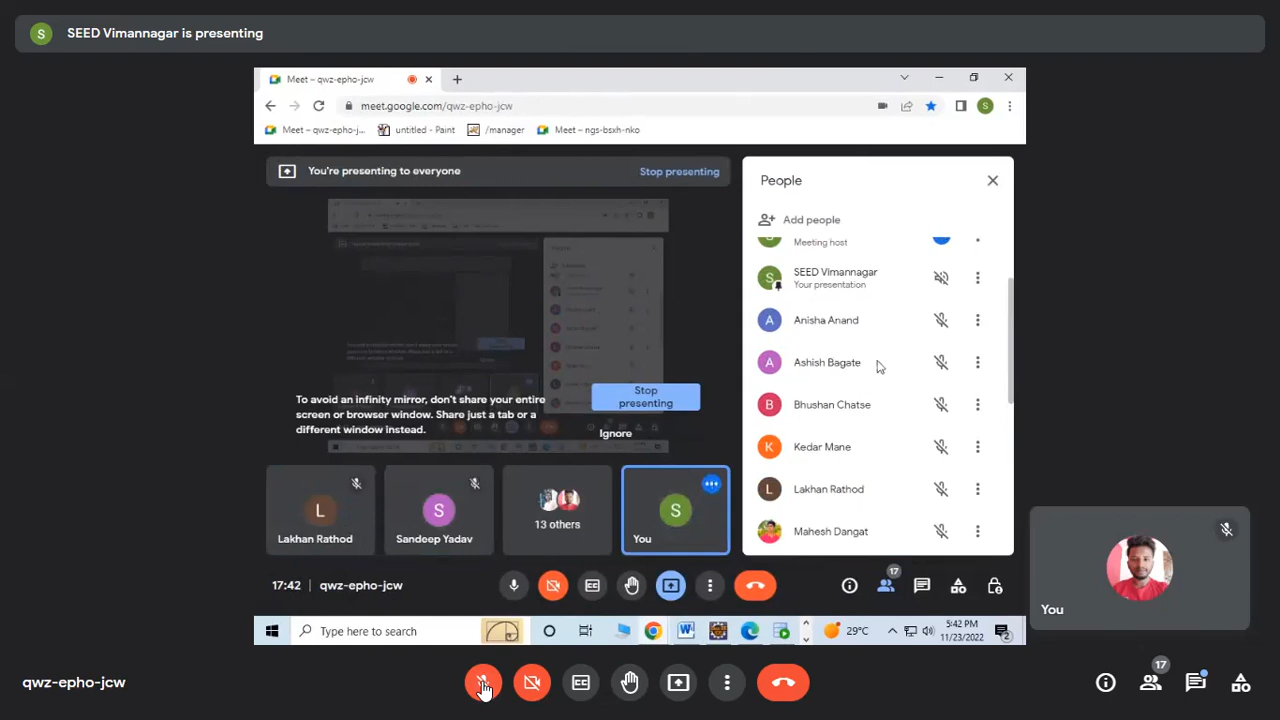 S
SEED Vimannagar is presenting
Meet – qwz-epho-jcw
meet.google.com/qwz-epho-jcw
S
Meet – qwz-epho-j...
untitled - Paint
/manager
Meet – ngs-bsxh-nko
You're presenting to everyone
Stop presenting
To avoid an infinity mirror, don't share your entire
screen or browser window. Share just a tab or a
different window instead.
Stop
presenting
Ignore
People
Add people
Meeting host
S
SEED Vimannagar
Your presentation
A
Anisha Anand
A
Ashish Bagate
B
Bhushan Chatse
K
Kedar Mane
L
Lakhan Rathod
Mahesh Dangat
L
Lakhan Rathod
S
Sandeep Yadav
13 others
S
You
17:42 | qwz-epho-jcw
CC
17
Type here to search
W
29°C
5:42 PM
11/23/2022
2
You
qwz-epho-jcw
CC
17